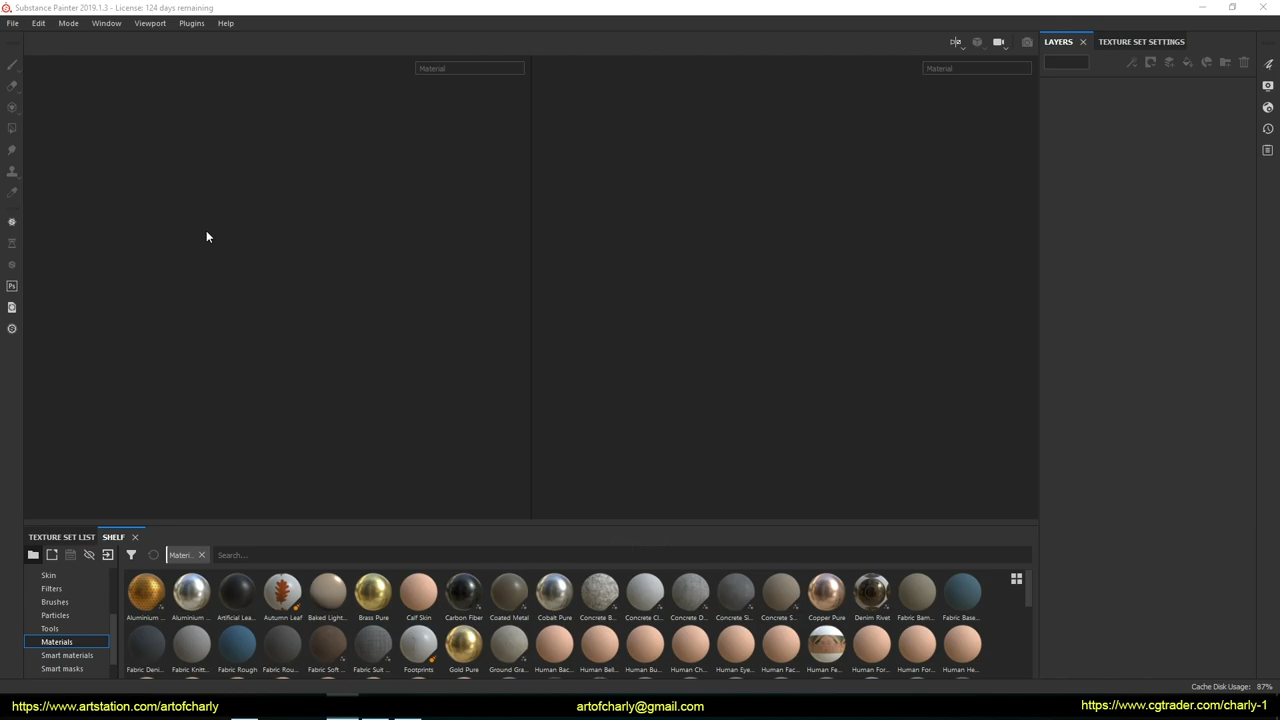 Substance Painter 2019.1.3 - License: 124 days remaining
File Edit Mode Window Viewport Plugins Help
LAYERS TEXTURE SET SETTINGS
Material Material
Ps
TEXTURE SET LIST SHELF
Materi... Search...
Skin
Filters
Brushes
Particles
Tools
Materials
Smart materials
Smart masks
Aluminium ... Aluminium ... Artificial Lea... Autumn Leaf Baked Light... Brass Pure Calf Skin Carbon Fiber Coated Metal Cobalt Pure Concrete B... Concrete Cl... Concrete D... Concrete Si... Concrete S... Copper Pure Denim Rivet Fabric Bam... Fabric Base...
Fabric Deni... Fabric Knitt... Fabric Rough Fabric Rou... Fabric Soft ... Fabric Suit ... Footprints Gold Pure Ground Gra... Human Bac... Human Bell... Human Bu... Human Ch... Human Eye... Human Fac... Human Fe... Human For... Human For... Human He...
Cache Disk Usage: 87%
https://www.artstation.com/artofcharly artofcharly@gmail.com https://www.cgtrader.com/charly-1